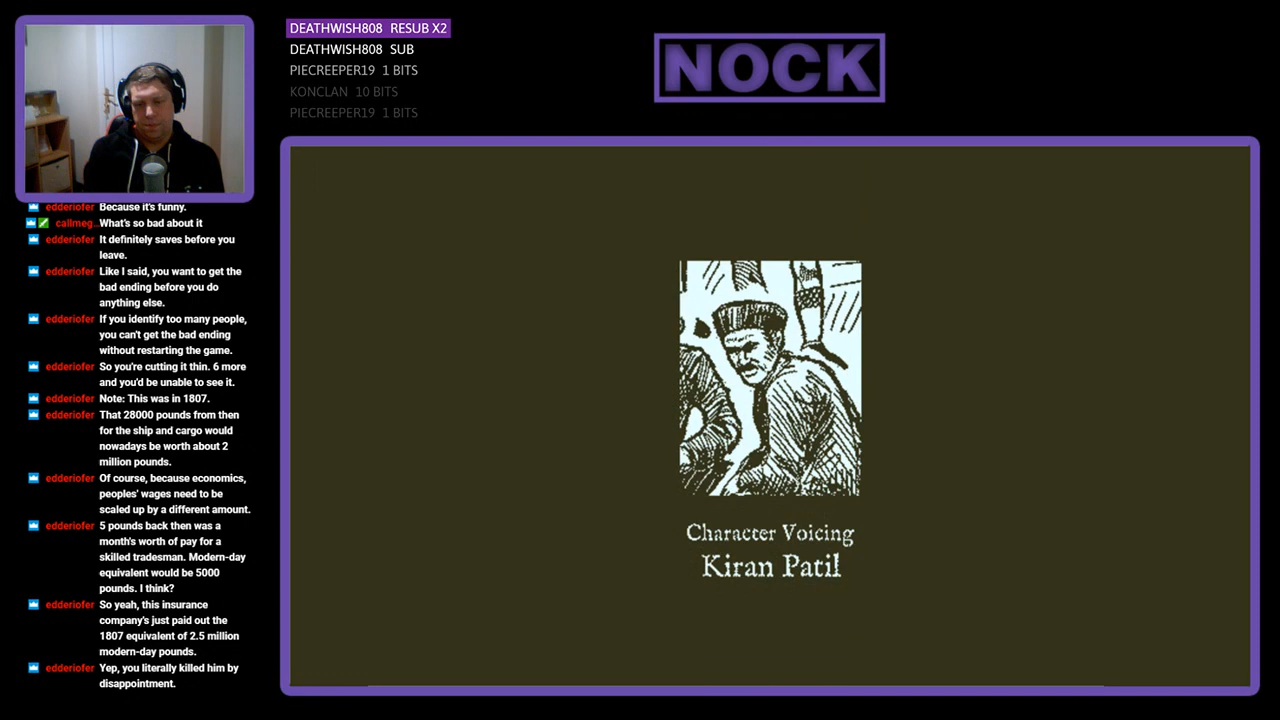 DEATHWISH808 RESUB X2
DEATHWISH808 SUB
PIECREEPER19 1 BITS
KONCLAN 10 BITS
PIECREEPER19 1 BITS
NOCK
edderiofer Because it's funny.
callmeg... What's so bad about it
edderiofer It definitely saves before you
leave.
Like I said, you want to get the
edderiofer bad ending before you do
anything else.
edderiofer If you identify too many people,
you can't get the bad ending
without restarting the game.
edderiofer So you're cutting it thin. 6 more
and you'd be unable to see it.
edderiofer Note: This was in 1807.
edderiofer That 28000 pounds from then
for the ship and cargo would
nowadays be worth about 2
million pounds.
edderiofer Of course, because economics,
peoples' wages need to be
scaled up by a different amount.
edderiofer 5 pounds back then was a
month's worth of pay for a
skilled tradesman. Modern-day
equivalent would be 5000
pounds. I think?
edderiofer So yeah, this insurance
company's just paid out the
1807 equivalent of 2.5 million
modern-day pounds.
edderiofer Yep, you literally killed him by
disappointment.
Character Voicing
Kiran Patil